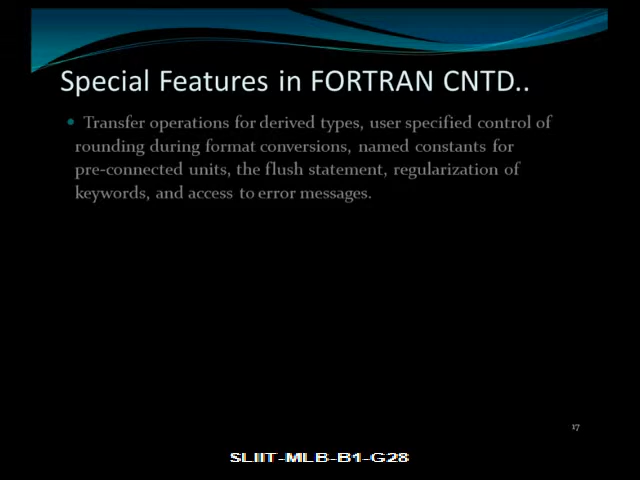 Special Features in FORTRAN CNTD..
• Transfer operations for derived types, user specified control of
rounding during format conversions, named constants for
pre-connected units, the flush statement, regularization of
keywords, and access to error messages.
17
SLIIT-MLB-B1-G28